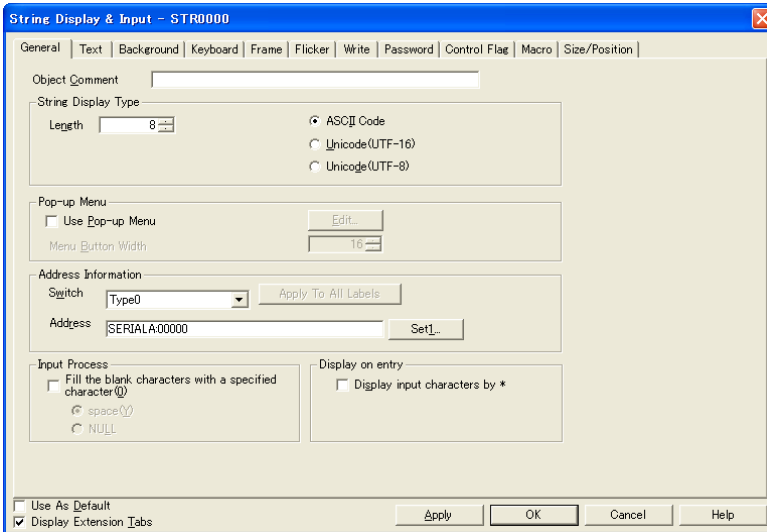 String Display & Input - STR0000
General Text Background Keyboard Frame Flicker Write Password Control Flag Macro Size/Position
Object Comment
String Display Type
Length 8 ASCII Code
Unicode(UTF-16)
Unicode(UTF-8)
Pop-up Menu
Use Pop-up Menu Edit...
Menu Button Width 16
Address Information
Switch Type0 Apply To All Labels
Address SERIALA:00000 Set1...
Input Process Display on entry
Fill the blank characters with a specified
character(0) Display input characters by *
space(Y)
NULL
Use As Default
Display Extension Tabs Apply OK Cancel Help